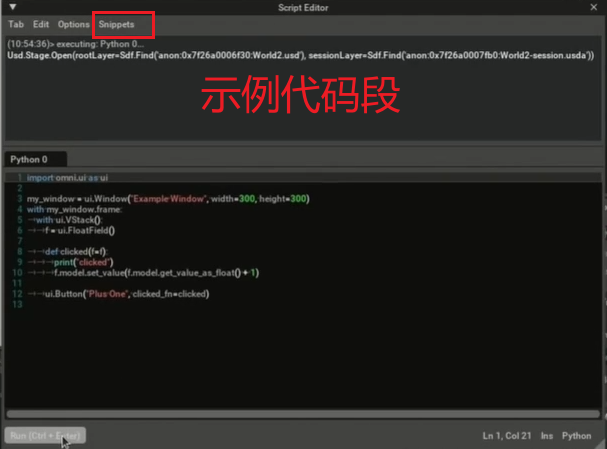 Script Editor
Tab Edit Options Snippets
(10:54:36)> executing: Python 0...
Usd.Stage.Open(rootLayer=Sdf.Find('anon:0x7f26a0006f30:World2.usd'), sessionLayer=Sdf.Find('anon:0x7f26a0007fb0:World2-session.usda'))
示例代码段
Python 0
1 import omni.ui as ui
2
3 my_window = ui.Window("Example Window", width=300, height=300)
4 with my_window.frame:
5 with ui.VStack():
6 f = ui.FloatField()
7
8 def clicked(f=f):
9 print("clicked")
10 f.model.set_value(f.model.get_value_as_float() + 1)
11
12 ui.Button("Plus One", clicked_fn=clicked)
13
Run (Ctrl + Enter) Ln 1, Col 21 Ins Python